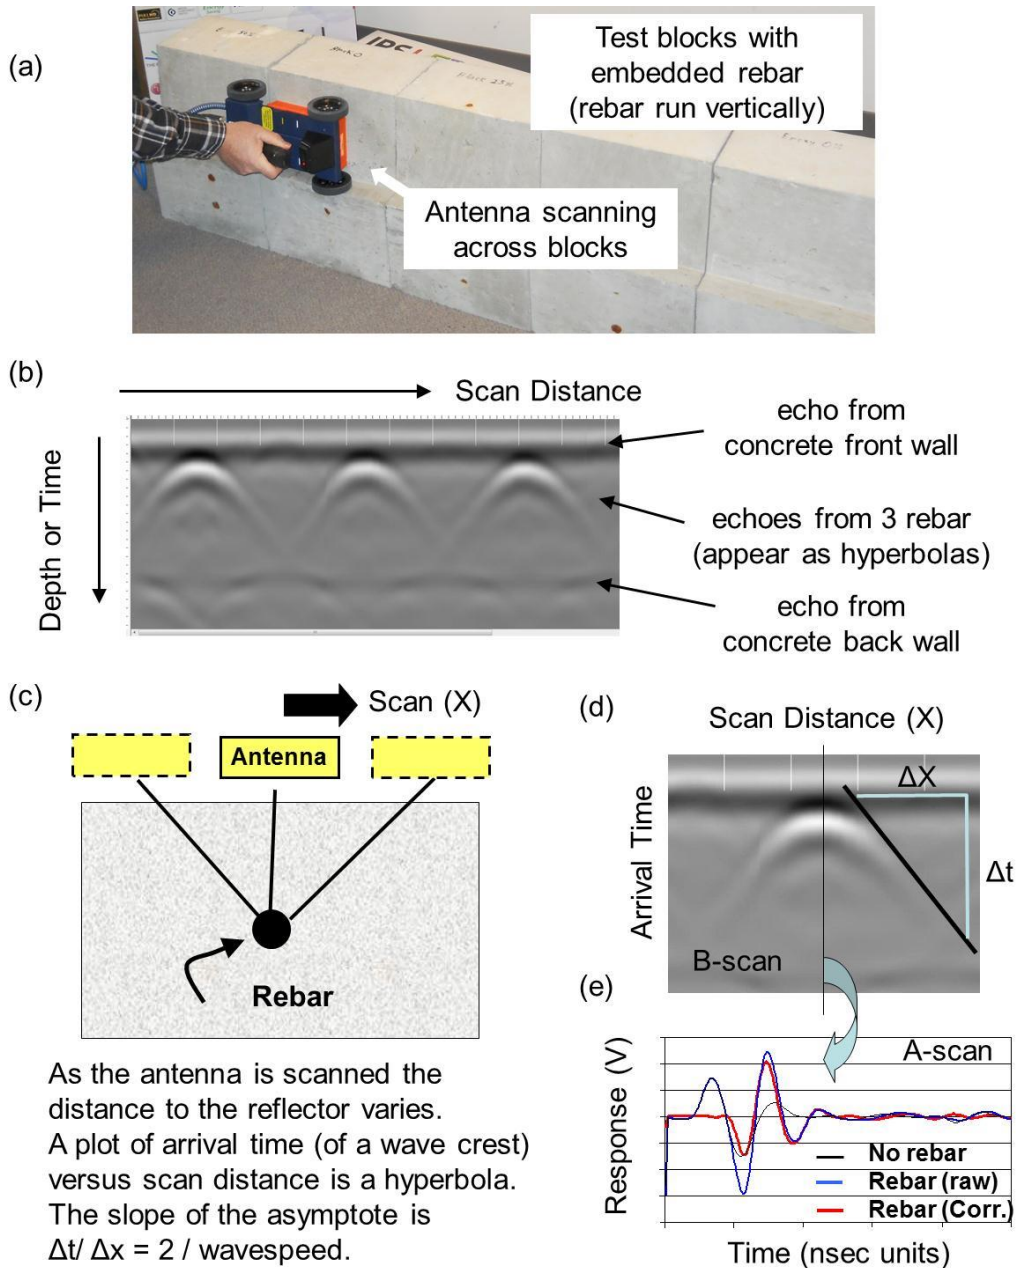 (a)
IDS
Test blocks with
embedded rebar
(rebar run vertically)
Antenna scanning
across blocks
(b)
Scan Distance
Depth or Time
echo from
concrete front wall
echoes from 3 rebar
(appear as hyperbolas)
echo from
concrete back wall
(c)
Scan (X)
Antenna
Rebar
As the antenna is scanned the
distance to the reflector varies.
A plot of arrival time (of a wave crest)
versus scan distance is a hyperbola.
The slope of the asymptote is
Δt/ Δx = 2 / wavespeed.
(d)
Scan Distance (X)
Arrival Time
ΔX
Δt
B-scan
(e)
A-scan
Response (V)
No rebar
Rebar (raw)
Rebar (Corr.)
Time (nsec units)